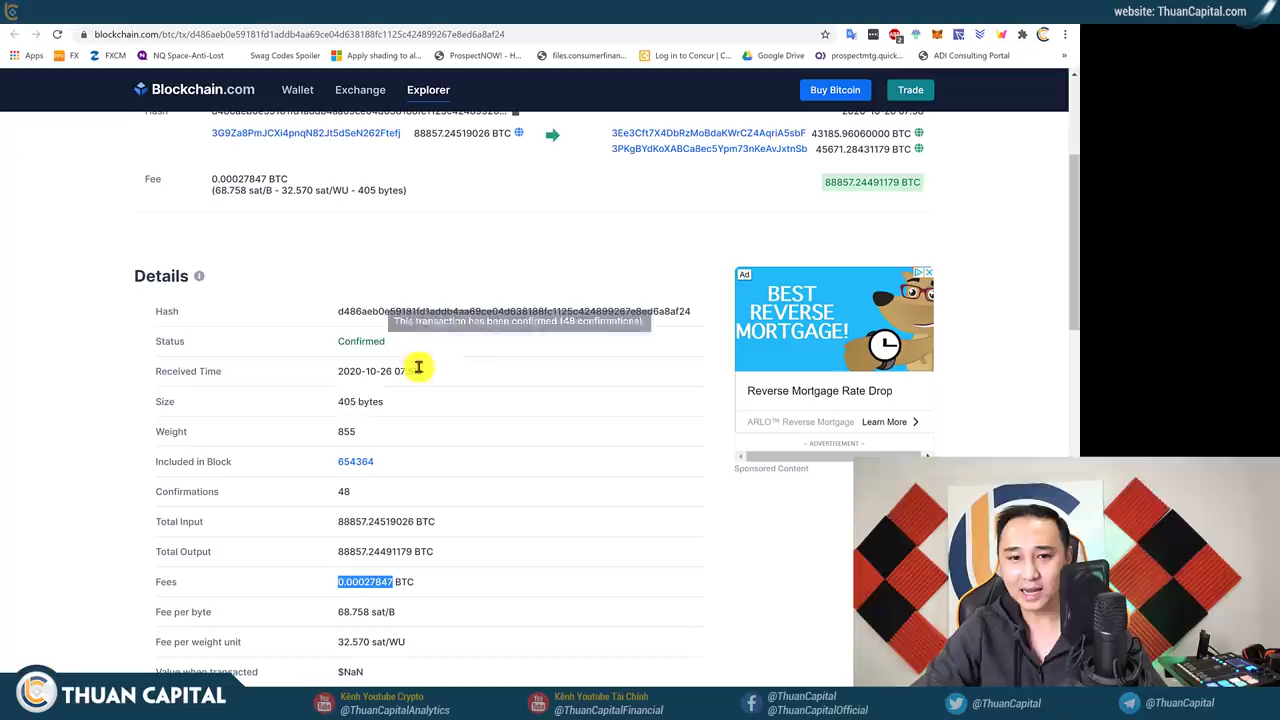 website: ThuanCapital.com
blockchain.com/btc/tx/d486aeb0e59181fd1addb4aa69ce04d638188fc1125c424899267e8ed6a8af24
Apps FX FXCM NQ Space-Anti-Lost Swag Codes Spoiler Apply shading to al... ProspectNOW! - H... files.consumerfinan... Log in to Concur | C... Google Drive prospectmtg.quick... ADI Consulting Portal »
Blockchain.com Wallet Exchange Explorer Buy Bitcoin Trade
3G9Za8PmJCXi4pnqN82Jt5dSeN262Ftefj 88857.24519026 BTC 3Ee3Cft7X4DbRzMoBdaKWrCZ4AqriA5sbF 43185.96060000 BTC
3PKgBYdKoXABCa8ec5Ypm73nKeAvJxtnSb 45671.28431179 BTC
Fee 0.00027847 BTC 88857.24491179 BTC
(68.758 sat/B - 32.570 sat/WU - 405 bytes)
Details
Ad
BEST
REVERSE
MORTGAGE!
Hash d486aeb0e59181fd1addb4aa69ce04d638188fc1125c424899267e8ed6a8af24
This transaction has been confirmed (48 confirmations)
Status Confirmed
Received Time 2020-10-26 07:5
Size 405 bytes
Reverse Mortgage Rate Drop
ARLO™ Reverse Mortgage Learn More
Weight 855
– ADVERTISEMENT –
Included in Block 654364
Sponsored Content
Confirmations 48
Total Input 88857.24519026 BTC
Total Output 88857.24491179 BTC
Fees 0.00027847 BTC
Fee per byte 68.758 sat/B
Fee per weight unit 32.570 sat/WU
Value when transacted $NaN
THUAN CAPITAL
Kênh Youtube Crypto
@ThuanCapitalAnalytics
Kênh Youtube Tài Chính
@ThuanCapitalFinancial
@ThuanCapital
@ThuanCapitalOfficial
@ThuanCapital
@ThuanCapital